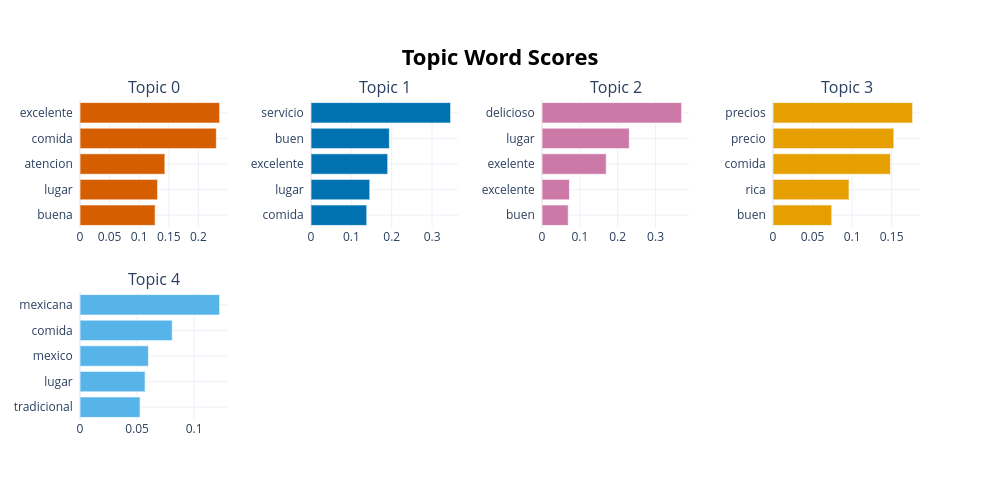 Topic Word Scores
Topic 0
excelente
comida
atencion
lugar
buena
0 0.05 0.1 0.15 0.2
Topic 1
servicio
buen
excelente
lugar
comida
0 0.1 0.2 0.3
Topic 2
delicioso
lugar
exelente
excelente
buen
0 0.1 0.2 0.3
Topic 3
precios
precio
comida
rica
buen
0 0.05 0.1 0.15
Topic 4
mexicana
comida
mexico
lugar
tradicional
0 0.05 0.1